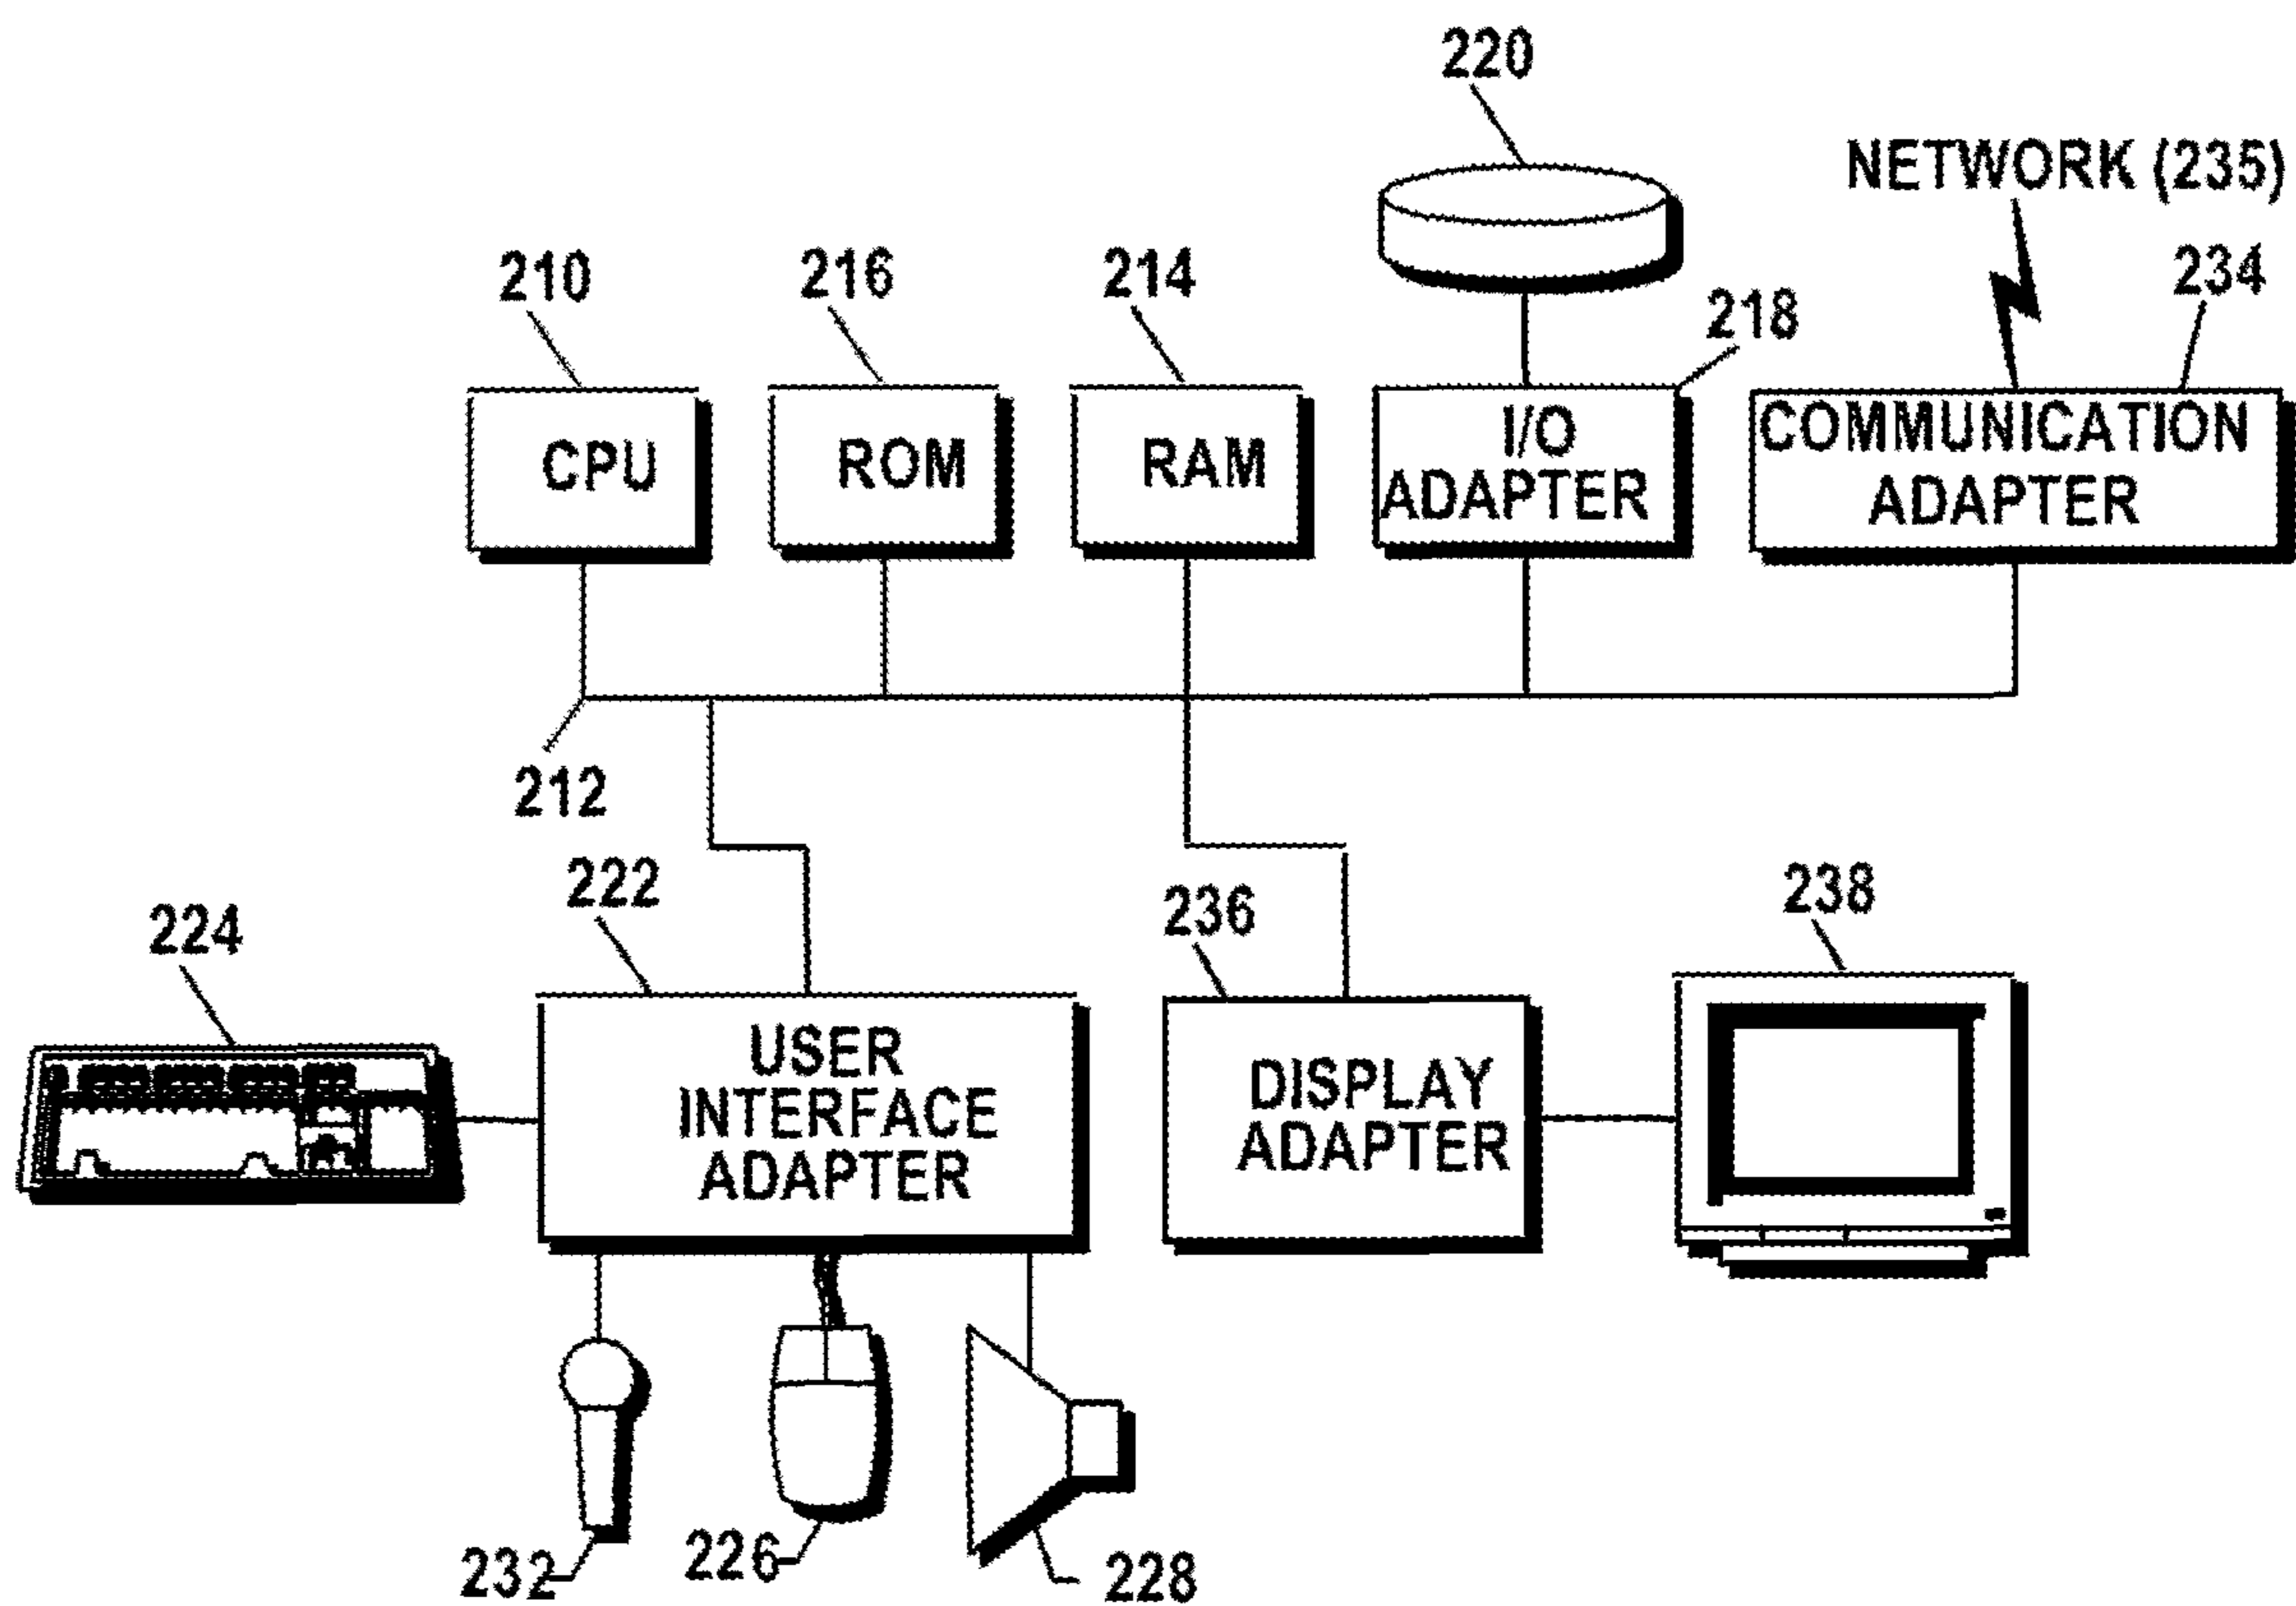 220
NETWORK (235)
210
216
214
218
234
CPU
ROM
RAM
I/O
ADAPTER
COMMUNICATION
ADAPTER
212
222
224
236
238
USER
INTERFACE
ADAPTER
DISPLAY
ADAPTER
232
226
228